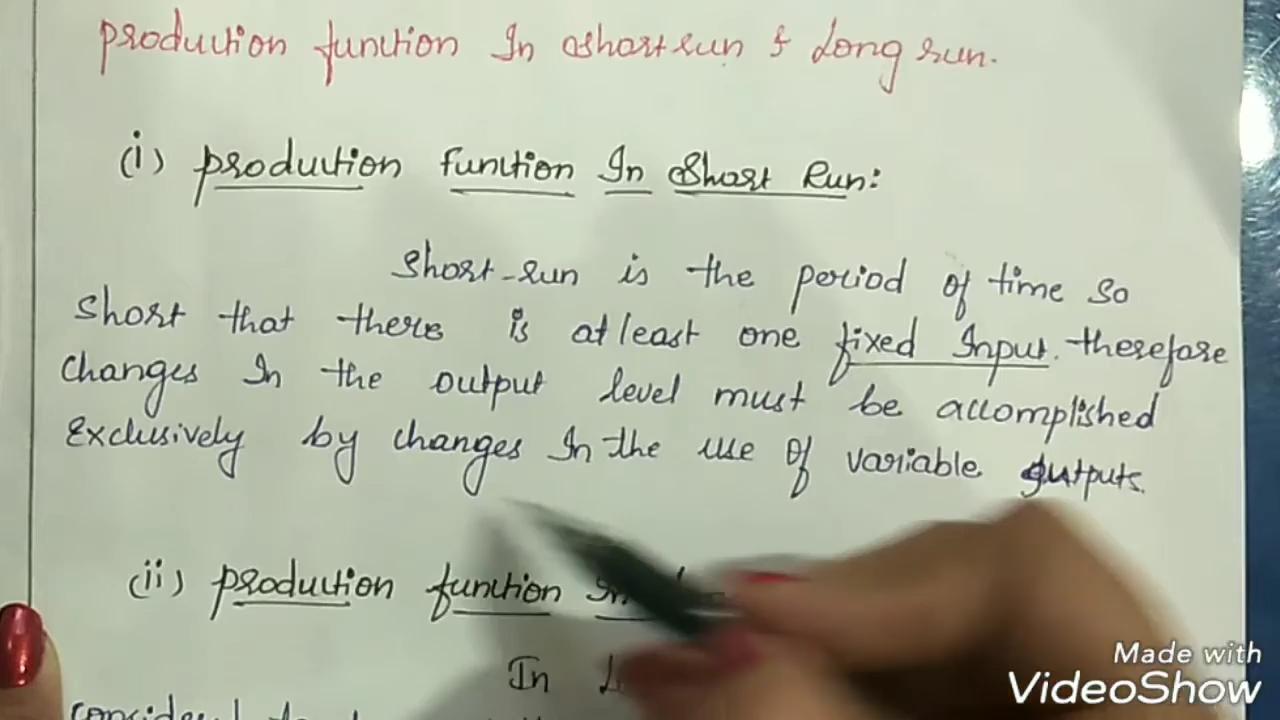 production function In short run & Long run.
(i) production function In Short Run:
Short-run is the period of time so
short that there is atleast one fixed Input. therefore
changes In the output level must be accomplished
Exclusively by changes In the use of variable outputs.
(ii) production function In
In
Made with
VideoShow